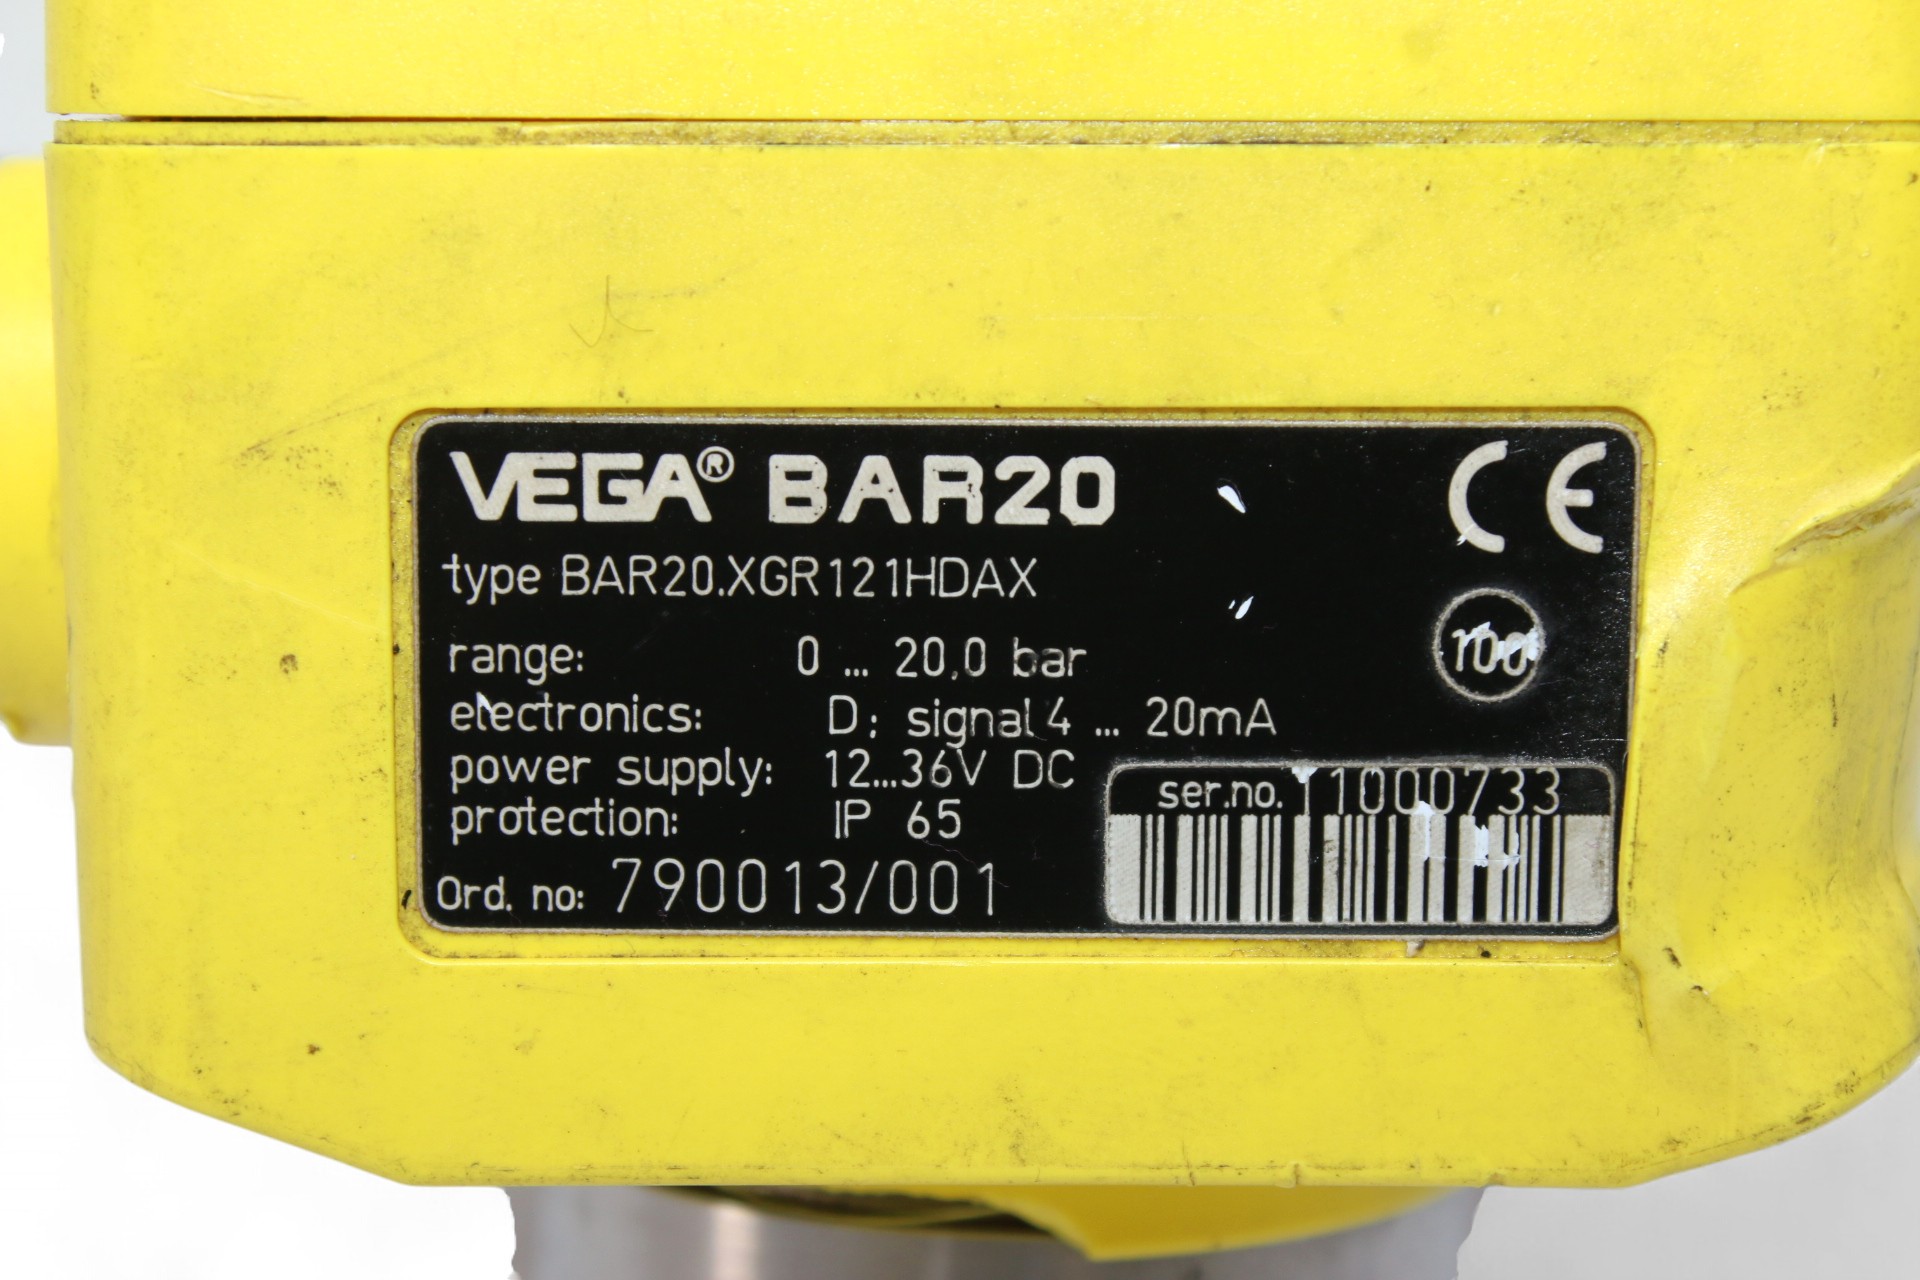 VEGA® BAR20
CE
type BAR20.XGR121HDAX
100
range: 0 ... 20,0 bar
electronics: D: signal 4 ... 20mA
power supply: 12...36V DC
protection: IP 65
ser.no. 11000733
Ord. no: 790013/001